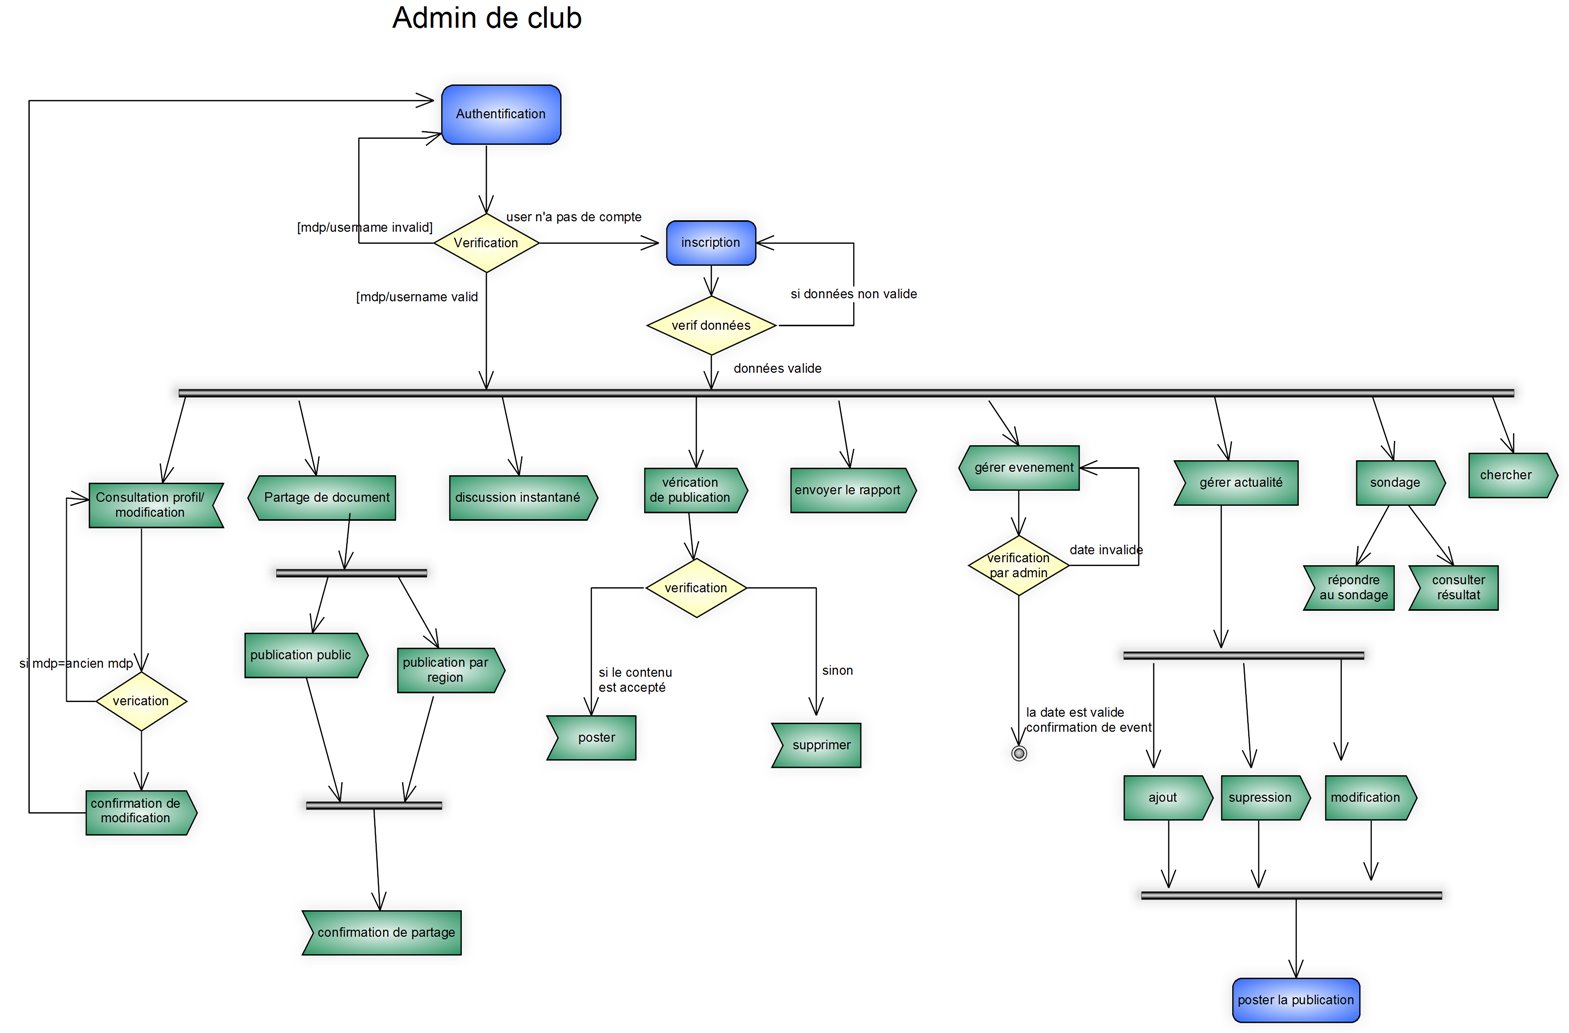 Admin de club
Authentification
user n'a pas de compte
[mdp/username invalid]
Verification
inscription
[mdp/username valid
si données non valide
verif données
données valide
Consultation profil/
modification
Partage de document
discussion instantané
vérication
de publication
envoyer le rapport
gérer evenement
gérer actualité
sondage
chercher
date invalide
verification
par admin
répondre
au sondage
consulter
résultat
verification
publication public
publication par
region
si mdp=ancien mdp
verication
si le contenu
est accepté
sinon
la date est valide
confirmation de event
poster
supprimer
confirmation de
modification
ajout
supression
modification
confirmation de partage
poster la publication